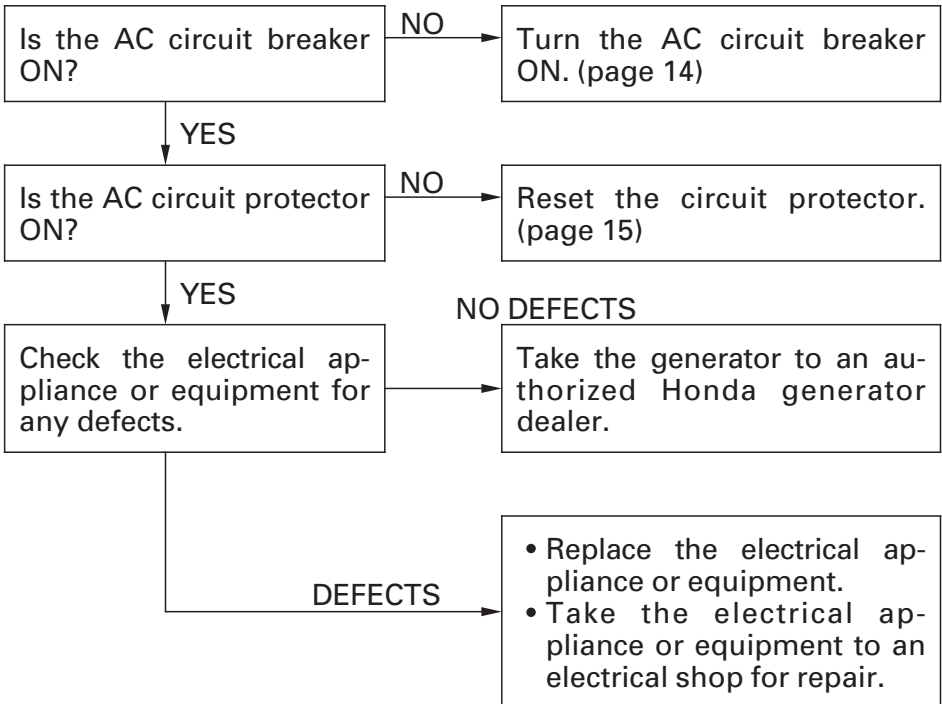 Is the AC circuit breaker
ON?
NO
Turn the AC circuit breaker
ON. (page 14)
YES
Is the AC circuit protector
ON?
NO
Reset the circuit protector.
(page 15)
YES
NO DEFECTS
Check the electrical ap-
pliance or equipment for
any defects.
Take the generator to an au-
thorized Honda generator
dealer.
DEFECTS
• Replace the electrical ap-
pliance or equipment.
• Take the electrical ap-
pliance or equipment to an
electrical shop for repair.